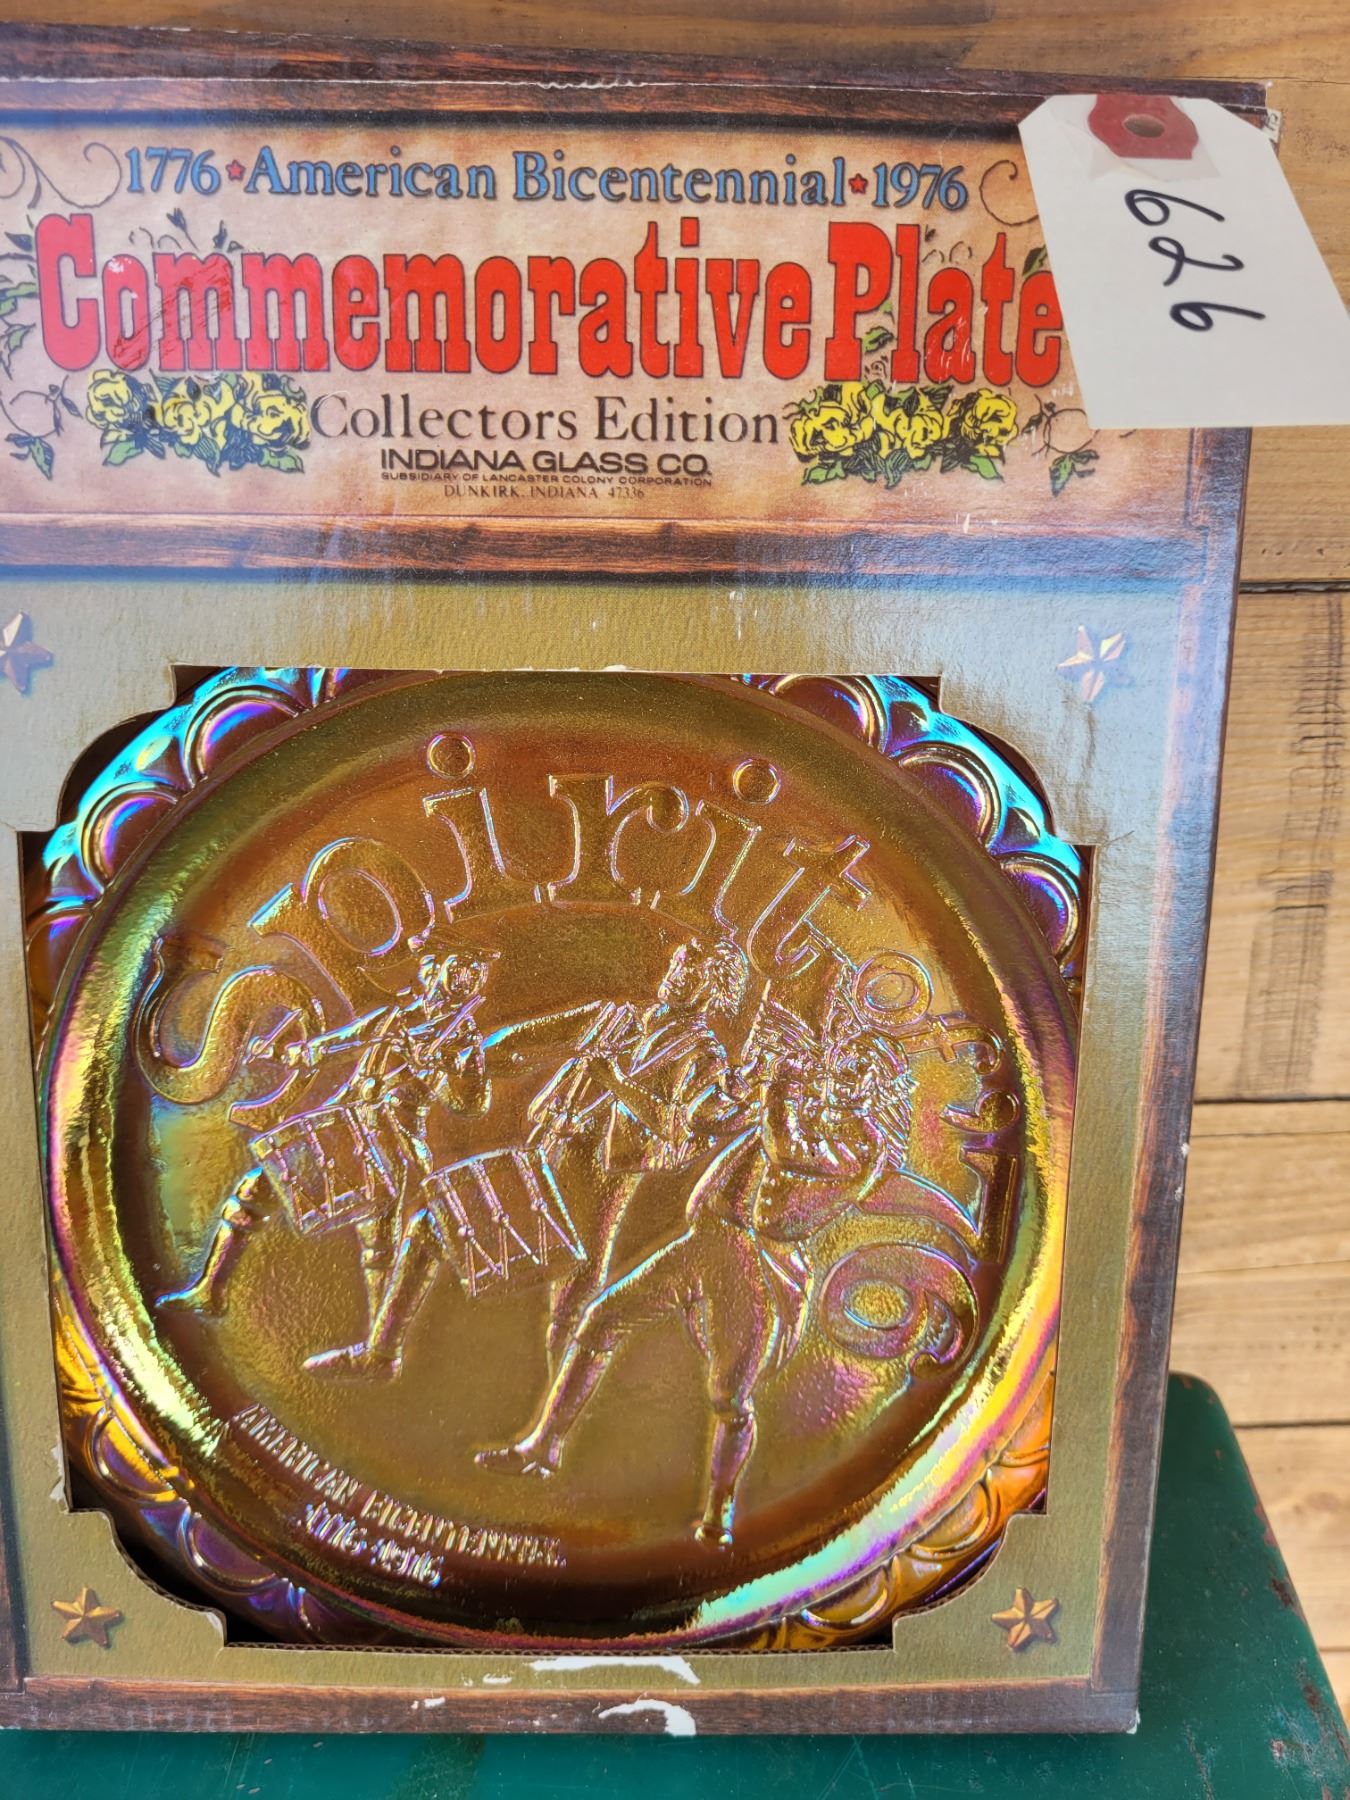 1776 ★ American Bicentennial ★ 1976
Commemorative Plate
Collectors Edition
INDIANA GLASS CO.
SUBSIDIARY OF LANCASTER COLONY CORPORATION
DUNKIRK, INDIANA 47336
626
Spirit of '76
AMERICAN BICENTENNIAL
1776-1976